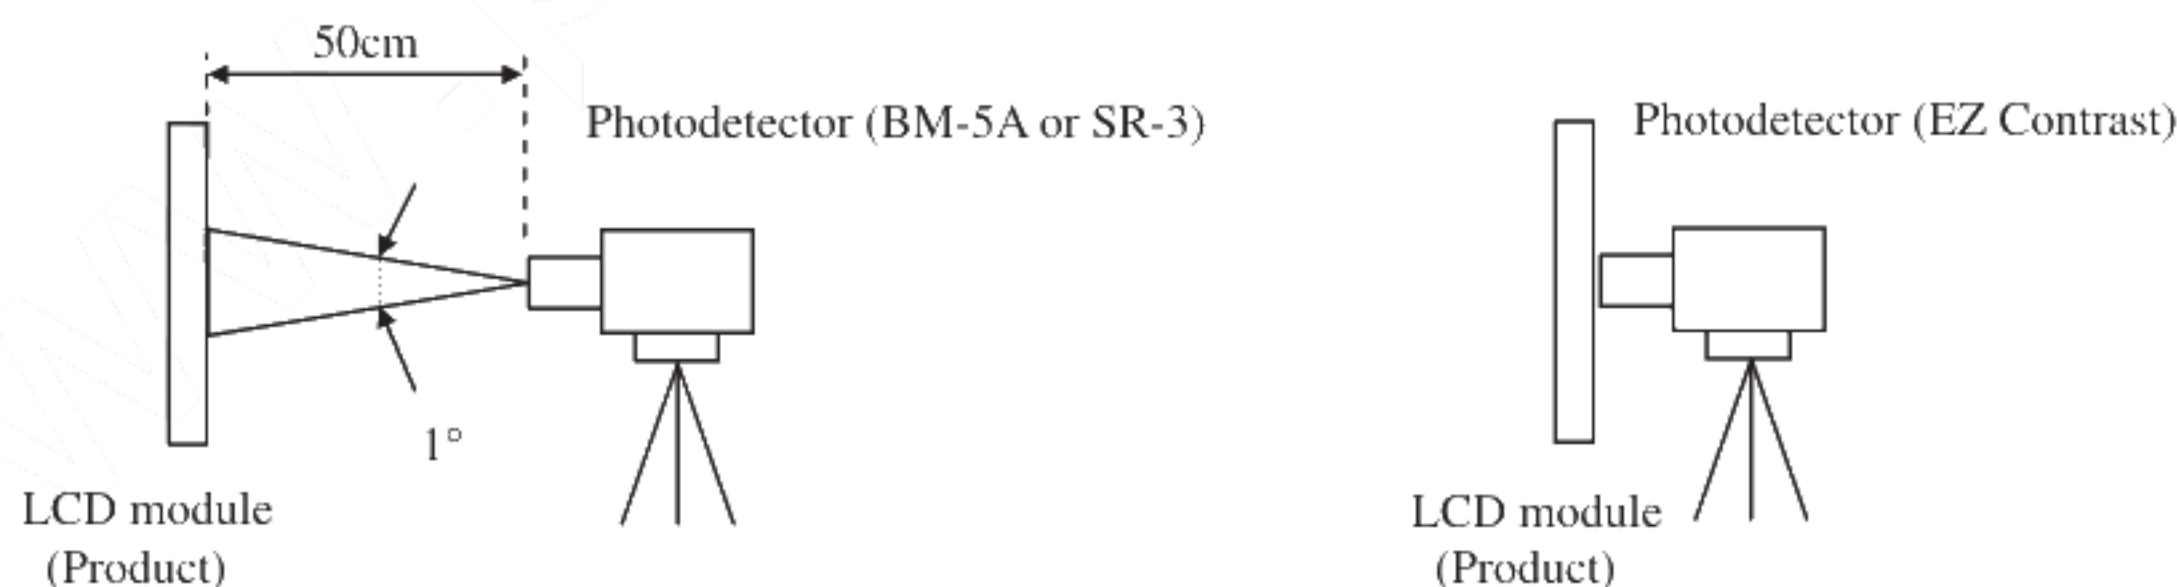 50cm
Photodetector (BM-5A or SR-3)
1°
LCD module
(Product)
Photodetector (EZ Contrast)
LCD module
(Product)